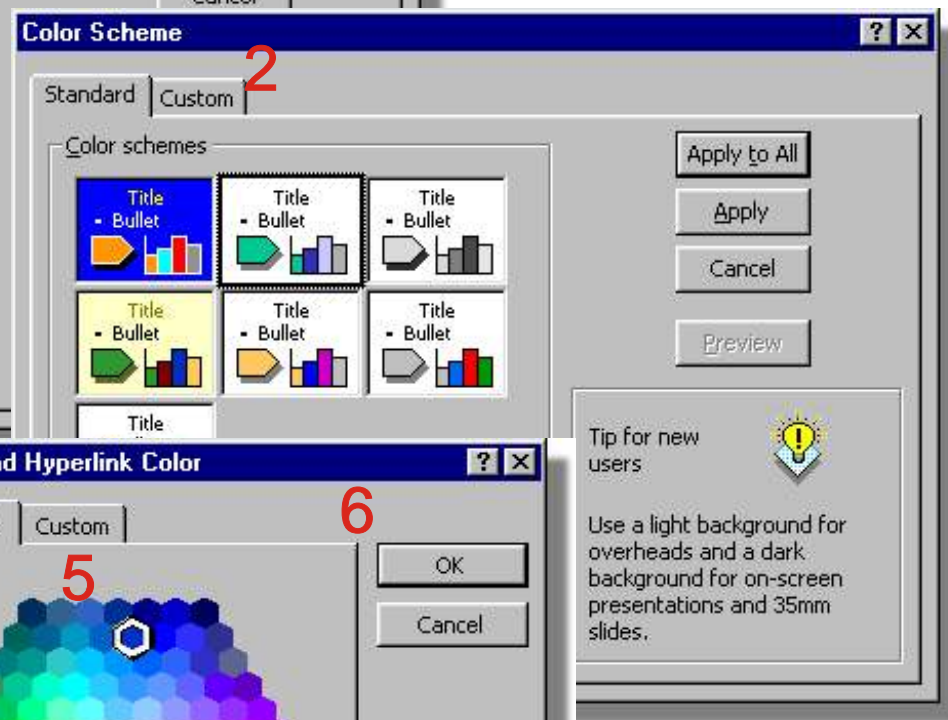 Cancel
Color Scheme
2
Standard
Custom
Color schemes
Apply to All
Apply
Cancel
Preview
Title
- Bullet
Title
- Bullet
Title
- Bullet
Title
- Bullet
Title
- Bullet
Title
- Bullet
Title
Tip for new
users
Use a light background for
overheads and a dark
background for on-screen
presentations and 35mm
slides.
Hyperlink Color
6
Custom
5
OK
Cancel